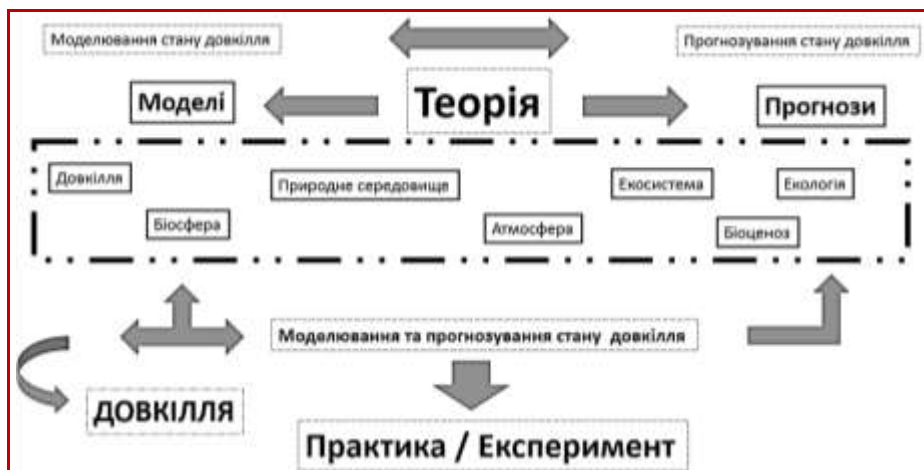 Моделювання стану довкілля
Прогнозування стану довкілля
Моделі
Теорія
Прогнози
Довкілля
Природне середовище
Екосистема
Екологія
Біосфера
Атмосфера
Біоценоз
Моделювання та прогнозування стану довкілля
ДОВКІЛЛЯ
Практика / Експеримент